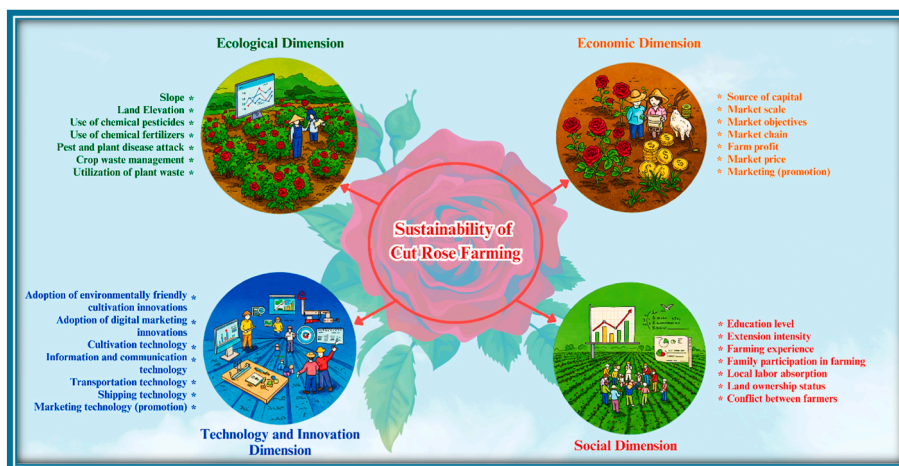 Ecological Dimension
Slope *
Land Elevation *
Use of chemical pesticides *
Use of chemical fertilizers *
Pest and plant disease attack *
Crop waste management *
Utilization of plant waste *
Economic Dimension
* Source of capital
* Market scale
* Market objectives
* Market chain
* Farm profit
* Market price
* Marketing (promotion)
Sustainability of
Cut Rose Farming
Adoption of environmentally friendly *
cultivation innovations
Adoption of digital marketing *
innovations
Cultivation technology *
Information and communication *
technology
Transportation technology *
Shipping technology *
Marketing technology (promotion) *
Technology and Innovation
Dimension
* Education level
* Extension intensity
* Farming experience
* Family participation in farming
* Local labor absorption
* Land ownership status
* Conflict between farmers
Social Dimension